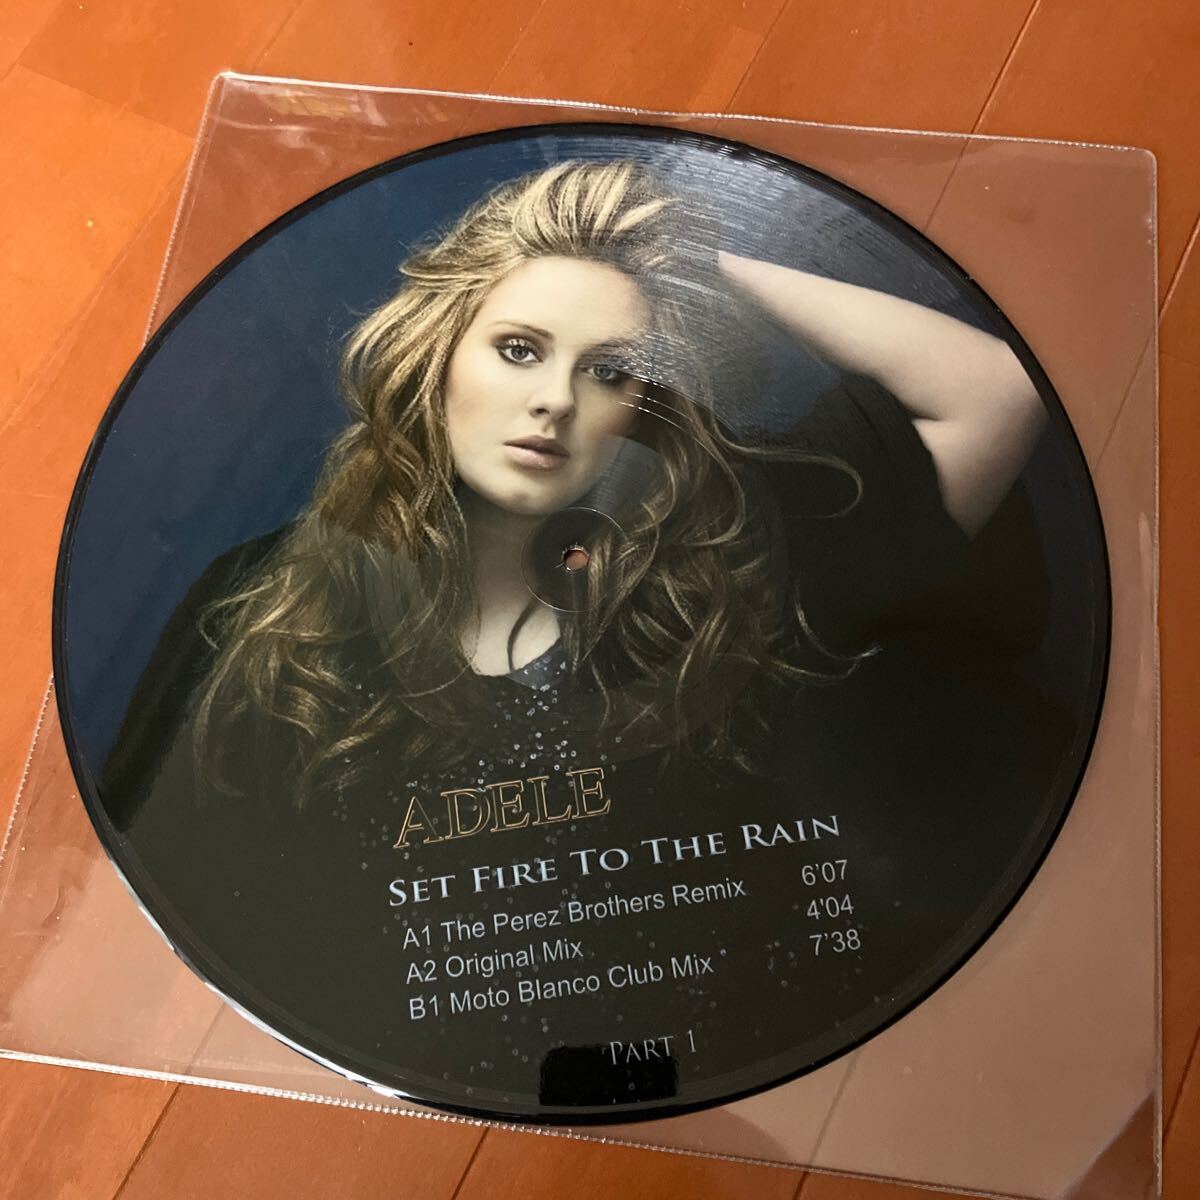 ADELE
SET FIRE TO THE RAIN
A1 The Perez Brothers Remix 6'07
A2 Original Mix 4'04
B1 Moto Blanco Club Mix 7'38
PART 1